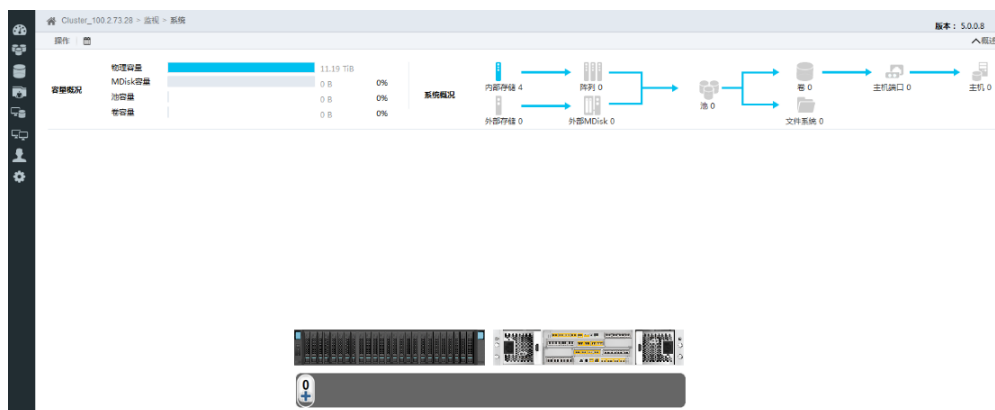 Cluster_100.2.73.28 > 监视 > 系统
版本： 5.0.0.8
操作
概述
容量概况
物理容量 11.19 TiB
MDisk容量 0 B 0%
池容量 0 B 0%
卷容量 0 B 0%
系统概况
内部存储 4
阵列 0
池 0
卷 0
主机端口 0
主机 0
外部存储 0
外部MDisk 0
文件系统 0
0